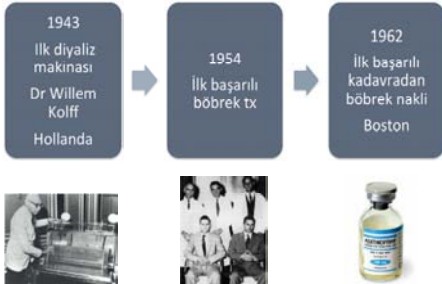 1943
Ilk diyaliz
makinası
Dr Willem
Kolff
Hollanda
1954
İlk başarılı
böbrek tx
1962
İlk başarılı
kadavradan
böbrek nakli
Boston